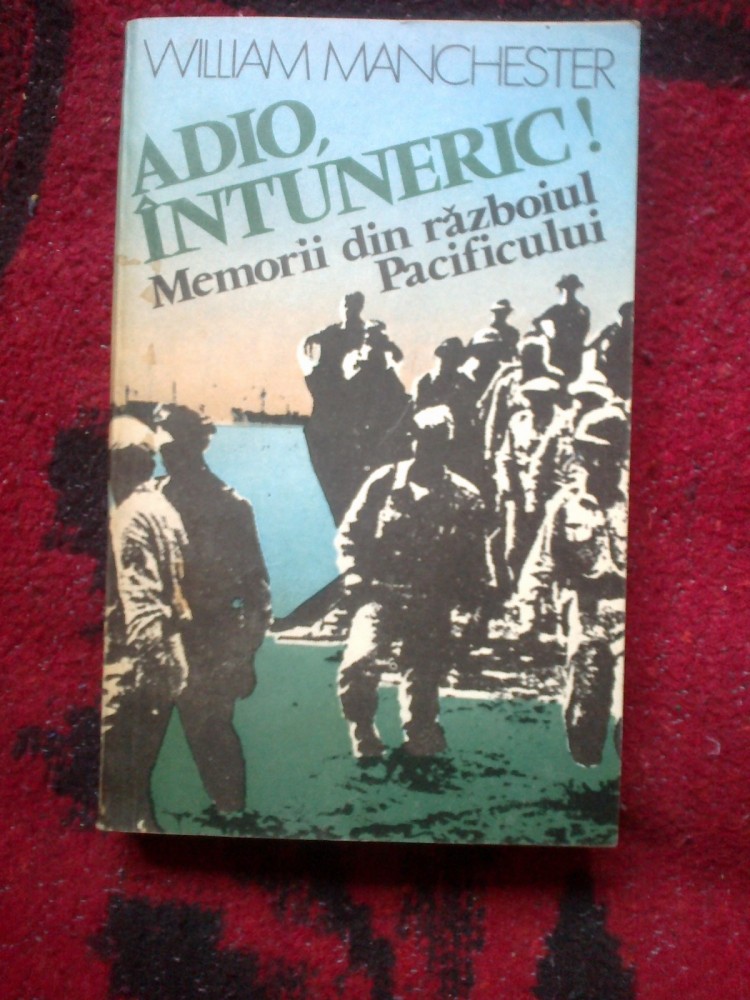 WILLIAM MANCHESTER
ADIO,
ÎNTUNERIC!
Memorii din războiul
Pacificului